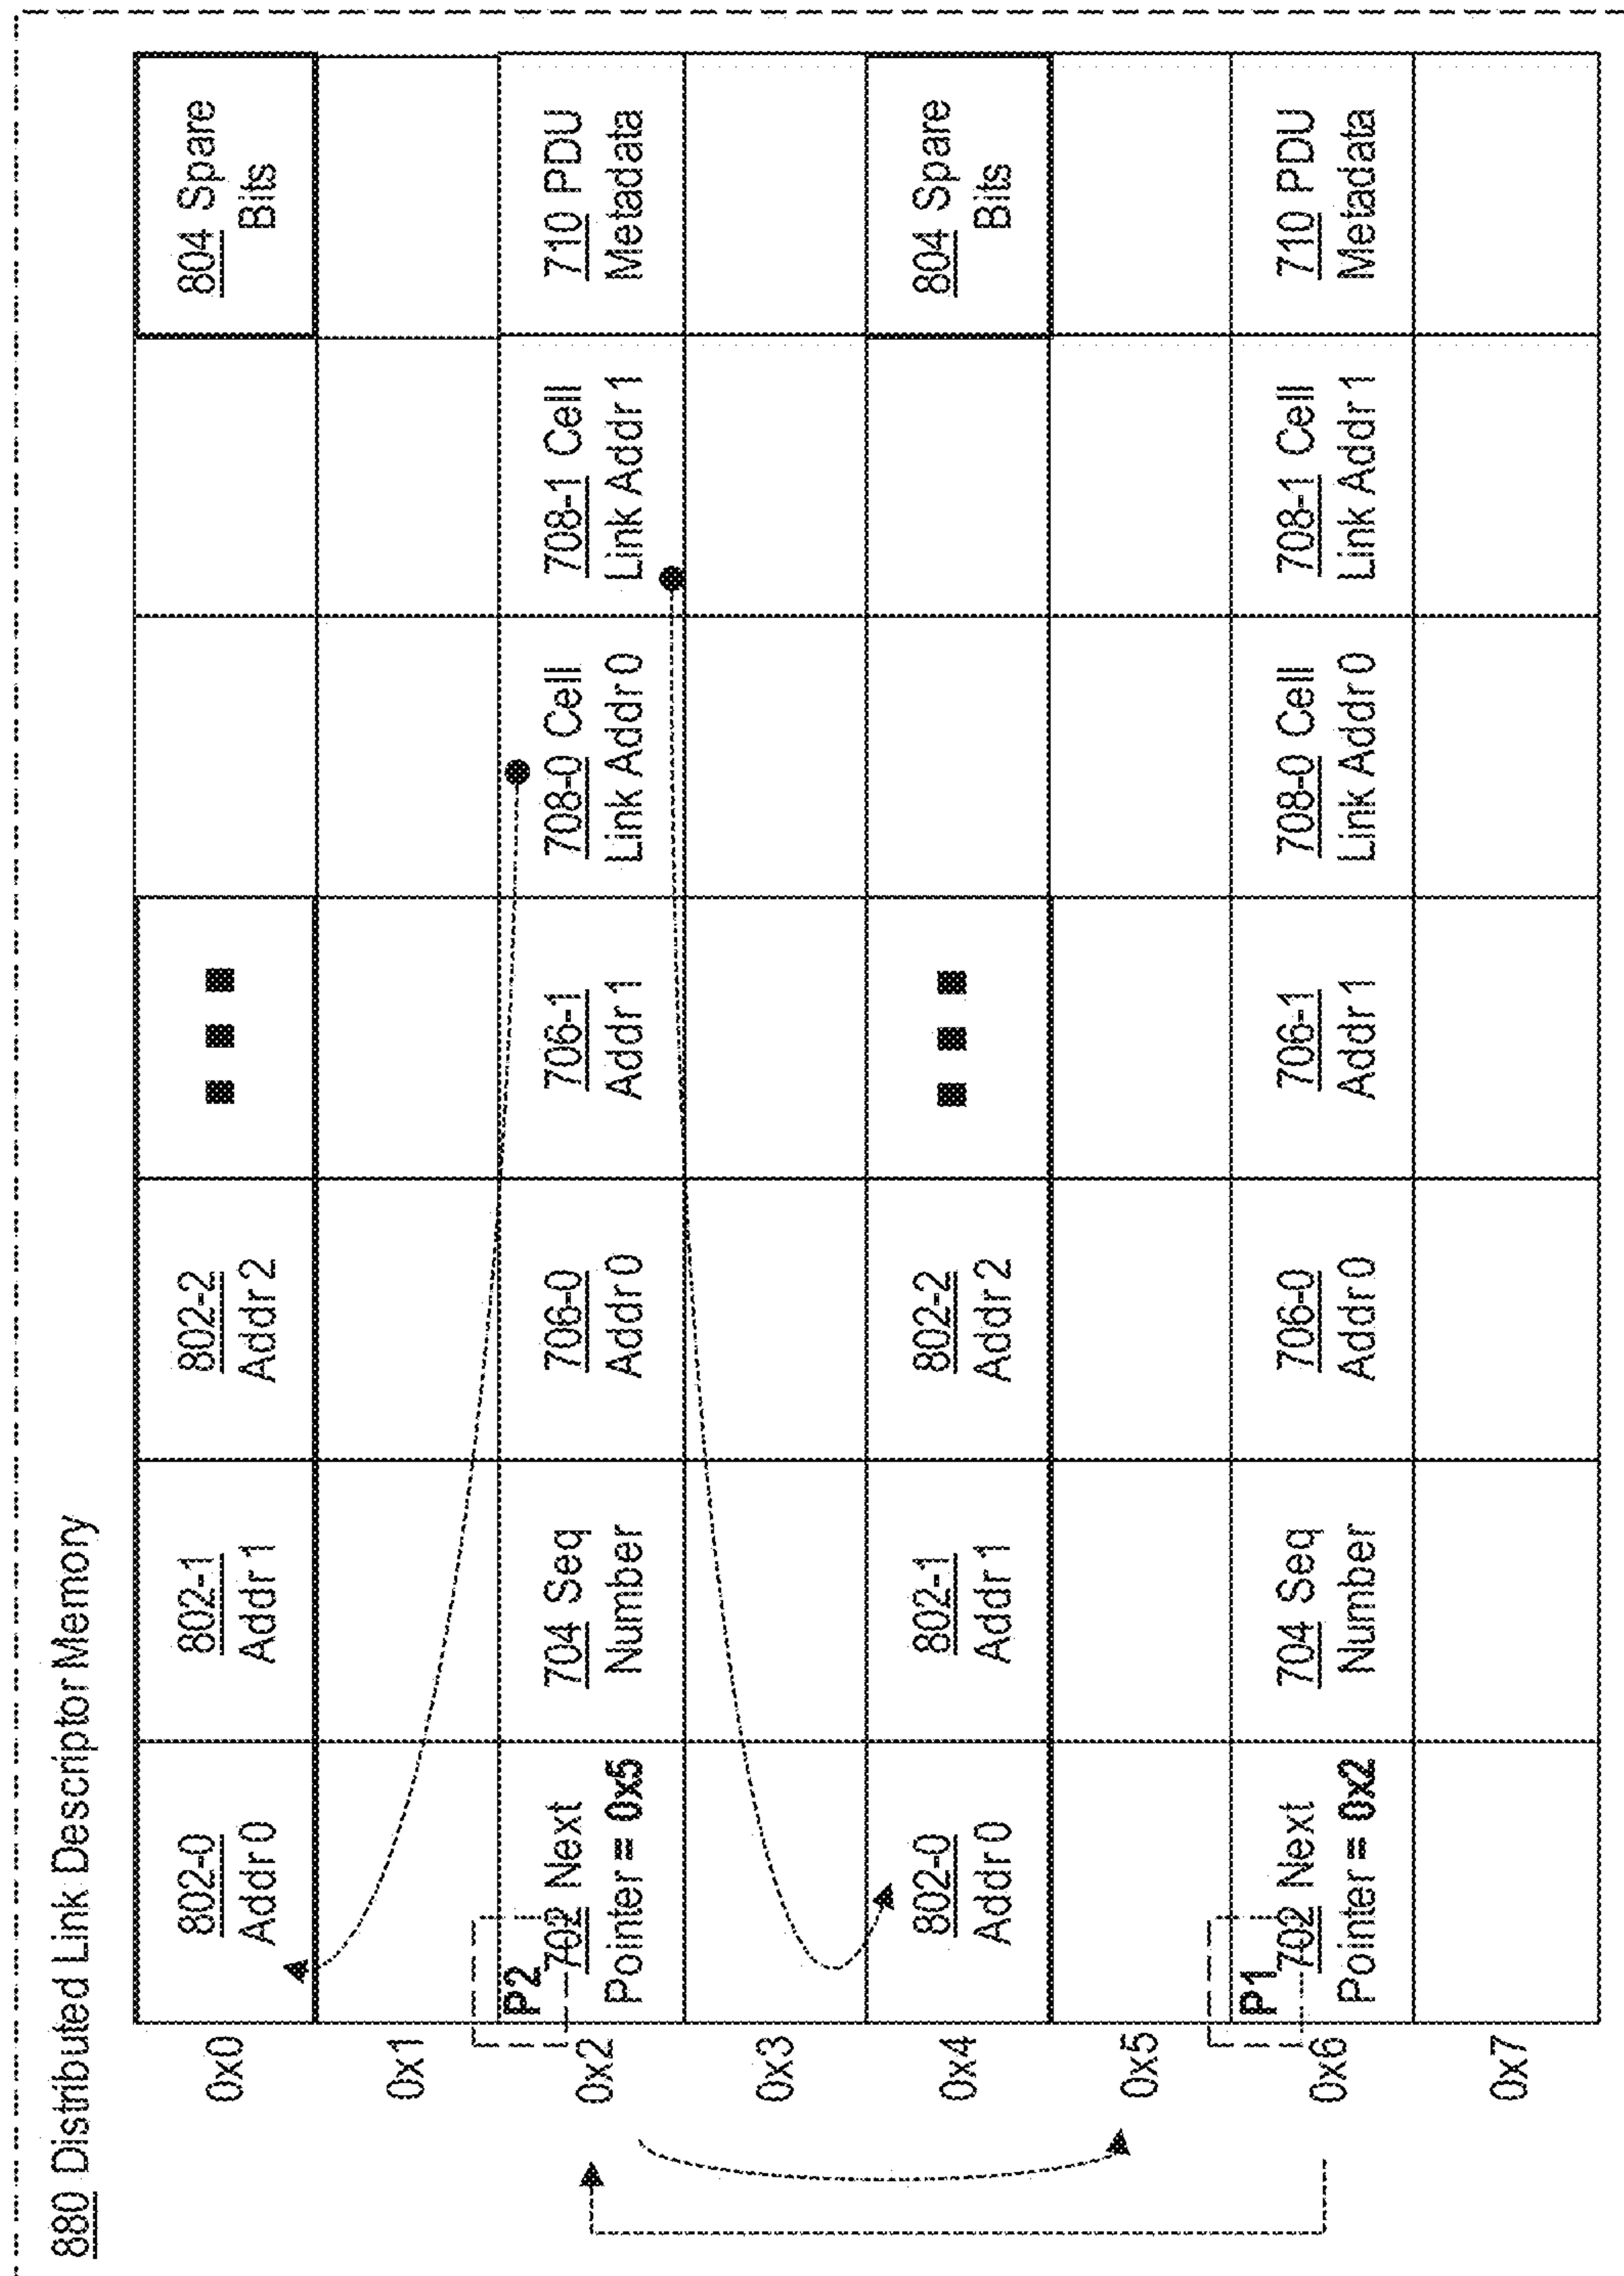 880 Distributed Link Descriptor Memory
0x0
802-0
Addr 0
802-1
Addr 1
802-2
Addr 2
804 Spare
Bits
0x1
0x2
P2
702 Next
Pointer = 0x5
704 Seq
Number
706-0
Addr 0
706-1
Addr 1
708-0 Cell
Link Addr 0
708-1 Cell
Link Addr 1
710 PDU
Metadata
0x3
0x4
802-0
Addr 0
802-1
Addr 1
802-2
Addr 2
804 Spare
Bits
0x5
0x6
P1
702 Next
Pointer = 0x2
704 Seq
Number
706-0
Addr 0
706-1
Addr 1
708-0 Cell
Link Addr 0
708-1 Cell
Link Addr 1
710 PDU
Metadata
0x7